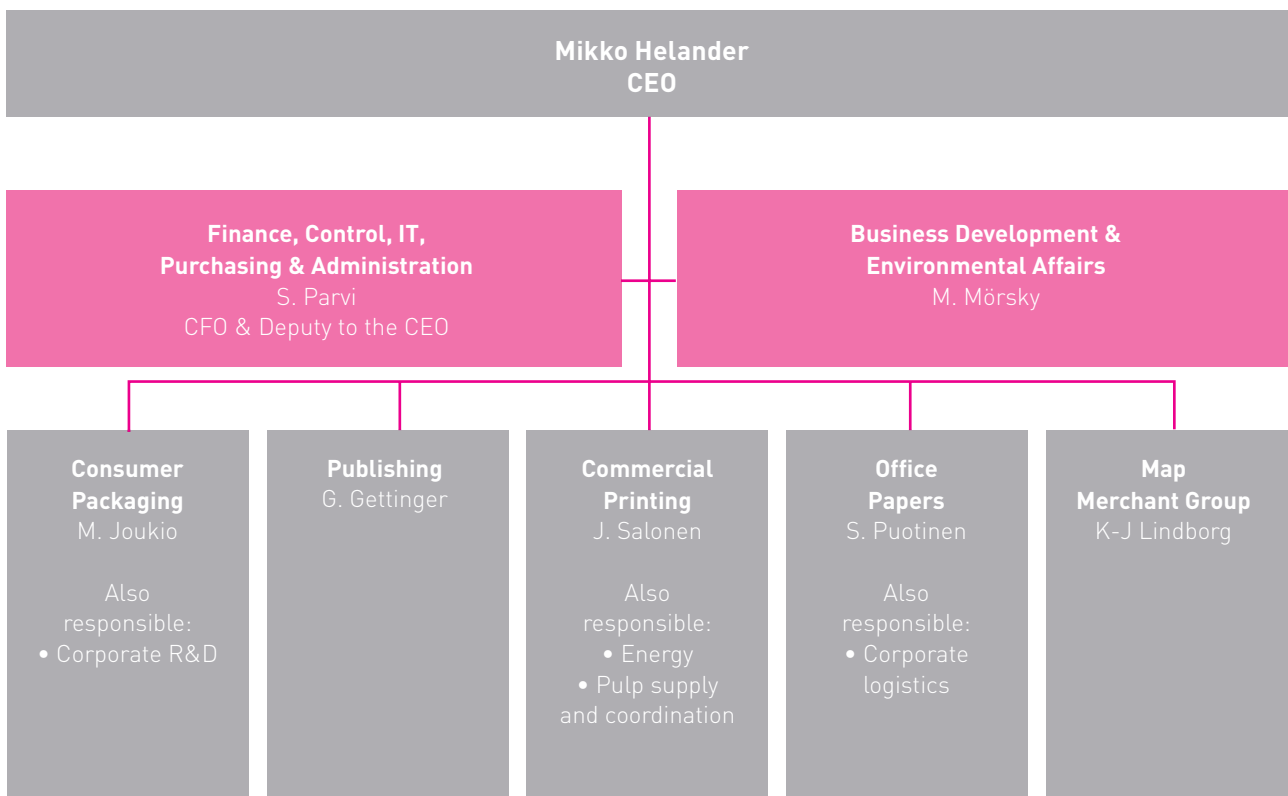 Mikko Helander
CEO
Finance, Control, IT,
Purchasing & Administration
S. Parvi
CFO & Deputy to the CEO
Business Development &
Environmental Affairs
M. Mörsky
Consumer
Packaging
M. Joukio
Also
responsible:
• Corporate R&D
Publishing
G. Gettinger
Commercial
Printing
J. Salonen
Also
responsible:
• Energy
• Pulp supply
and coordination
Office
Papers
S. Puotinen
Also
responsible:
• Corporate
logistics
Map
Merchant Group
K-J Lindborg